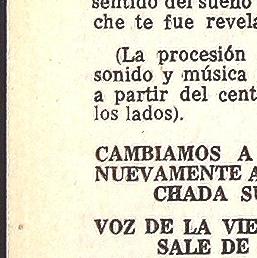 sentido del sueño
che te fue revela
(La procesión
sonido y música
a partir del cent
los lados).
CAMBIAMOS A
NUEVAMENTE A
CHADA SU
VOZ DE LA VIE
SALE DE